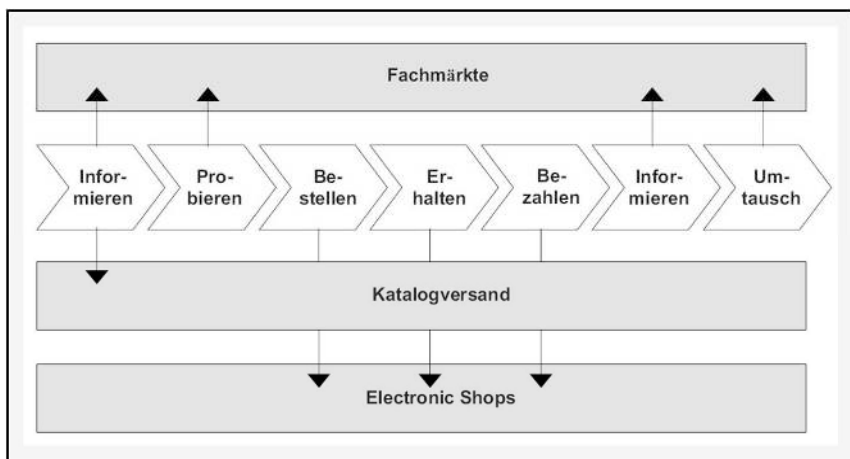 Fachmärkte
Infor-
mieren
Pro-
bieren
Be-
stellen
Er-
halten
Be-
zahlen
Infor-
mieren
Um-
tausch
Katalogversand
Electronic Shops